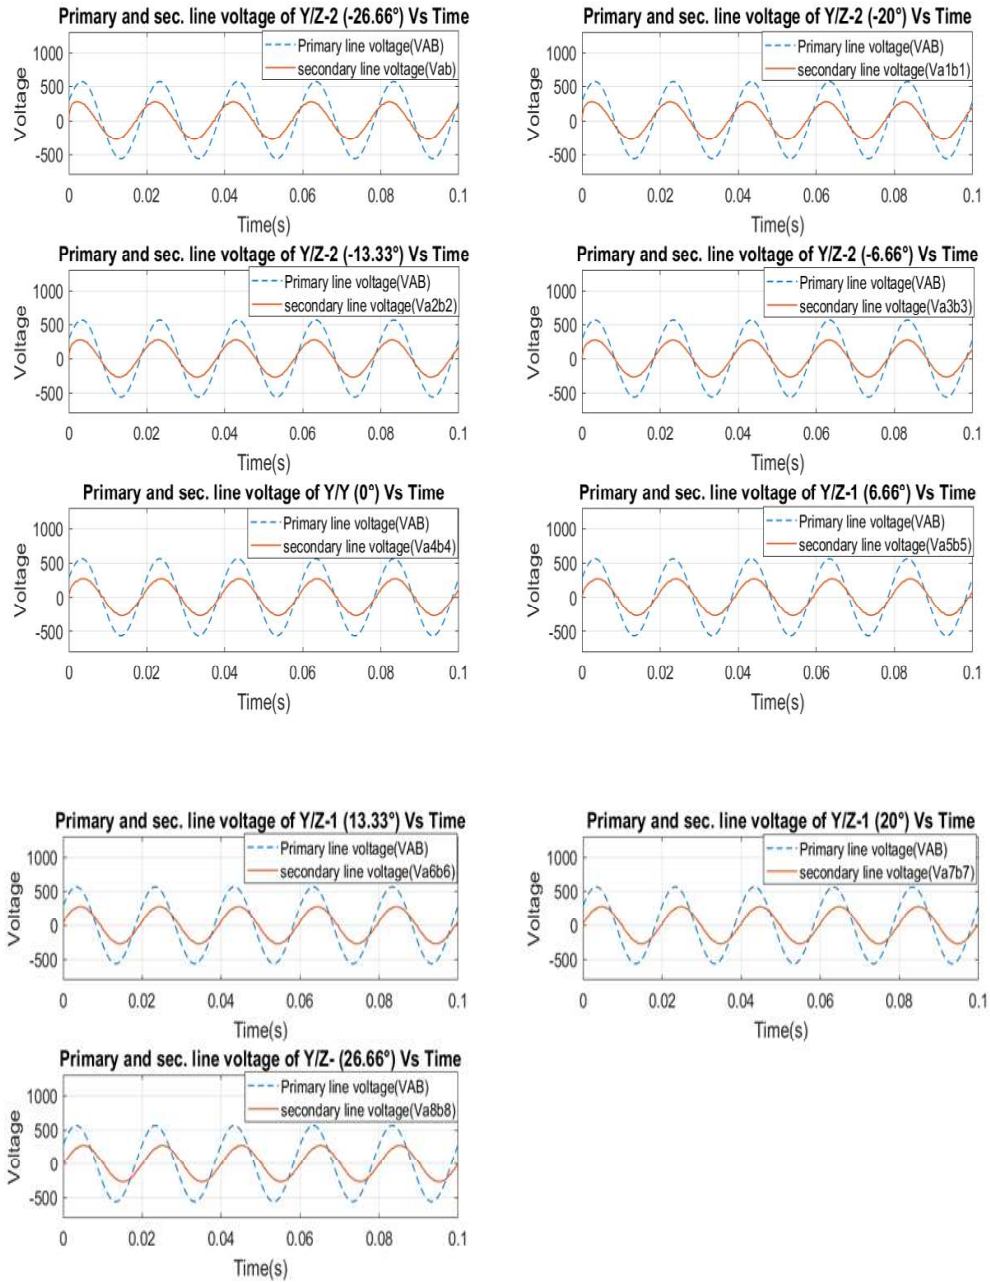 Primary and sec. line voltage of Y/Z-2 (-26.66°) Vs Time
Primary line voltage(VAB)
secondary line voltage(Vab)
1000
500
0
-500
Voltage
0 0.02 0.04 0.06 0.08 0.1
Time(s)
Primary and sec. line voltage of Y/Z-2 (-20°) Vs Time
Primary line voltage(VAB)
secondary line voltage(Va1b1)
1000
500
0
-500
Voltage
0 0.02 0.04 0.06 0.08 0.1
Time(s)
Primary and sec. line voltage of Y/Z-2 (-13.33°) Vs Time
Primary line voltage(VAB)
secondary line voltage(Va2b2)
1000
500
0
-500
Voltage
0 0.02 0.04 0.06 0.08 0.1
Time(s)
Primary and sec. line voltage of Y/Z-2 (-6.66°) Vs Time
Primary line voltage(VAB)
secondary line voltage(Va3b3)
1000
500
0
-500
Voltage
0 0.02 0.04 0.06 0.08 0.1
Time(s)
Primary and sec. line voltage of Y/Y (0°) Vs Time
Primary line voltage(VAB)
secondary line voltage(Va4b4)
1000
500
0
-500
Voltage
0 0.02 0.04 0.06 0.08 0.1
Time(s)
Primary and sec. line voltage of Y/Z-1 (6.66°) Vs Time
Primary line voltage(VAB)
secondary line voltage(Va5b5)
1000
500
0
-500
Voltage
0 0.02 0.04 0.06 0.08 0.1
Time(s)
Primary and sec. line voltage of Y/Z-1 (13.33°) Vs Time
Primary line voltage(VAB)
secondary line voltage(Va6b6)
1000
500
0
-500
Voltage
0 0.02 0.04 0.06 0.08 0.1
Time(s)
Primary and sec. line voltage of Y/Z-1 (20°) Vs Time
Primary line voltage(VAB)
secondary line voltage(Va7b7)
1000
500
0
-500
Voltage
0 0.02 0.04 0.06 0.08 0.1
Time(s)
Primary and sec. line voltage of Y/Z- (26.66°) Vs Time
Primary line voltage(VAB)
secondary line voltage(Va8b8)
1000
500
0
-500
Voltage
0 0.02 0.04 0.06 0.08 0.1
Time(s)